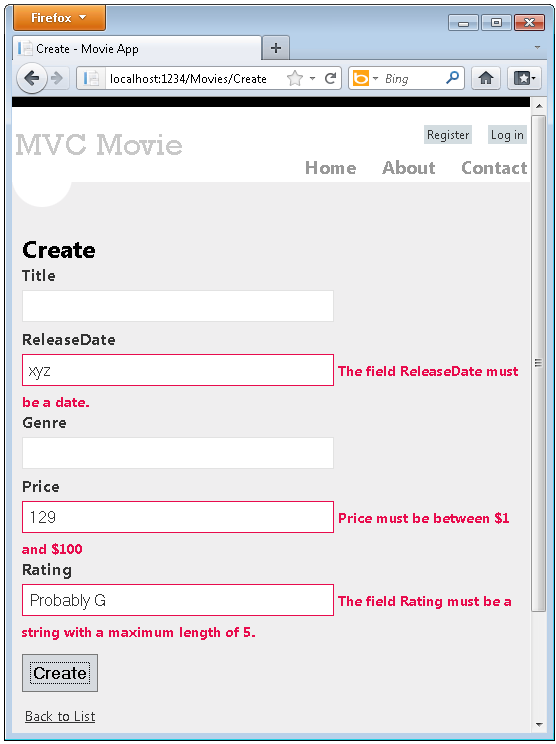 Firefox
Create - Movie App
localhost:1234/Movies/Create
Bing
Register Log in
MVC Movie
Home About Contact
Create
Title
ReleaseDate
xyz The field ReleaseDate must
be a date.
Genre
Price
129 Price must be between $1
and $100
Rating
Probably G The field Rating must be a
string with a maximum length of 5.
Create
Back to List